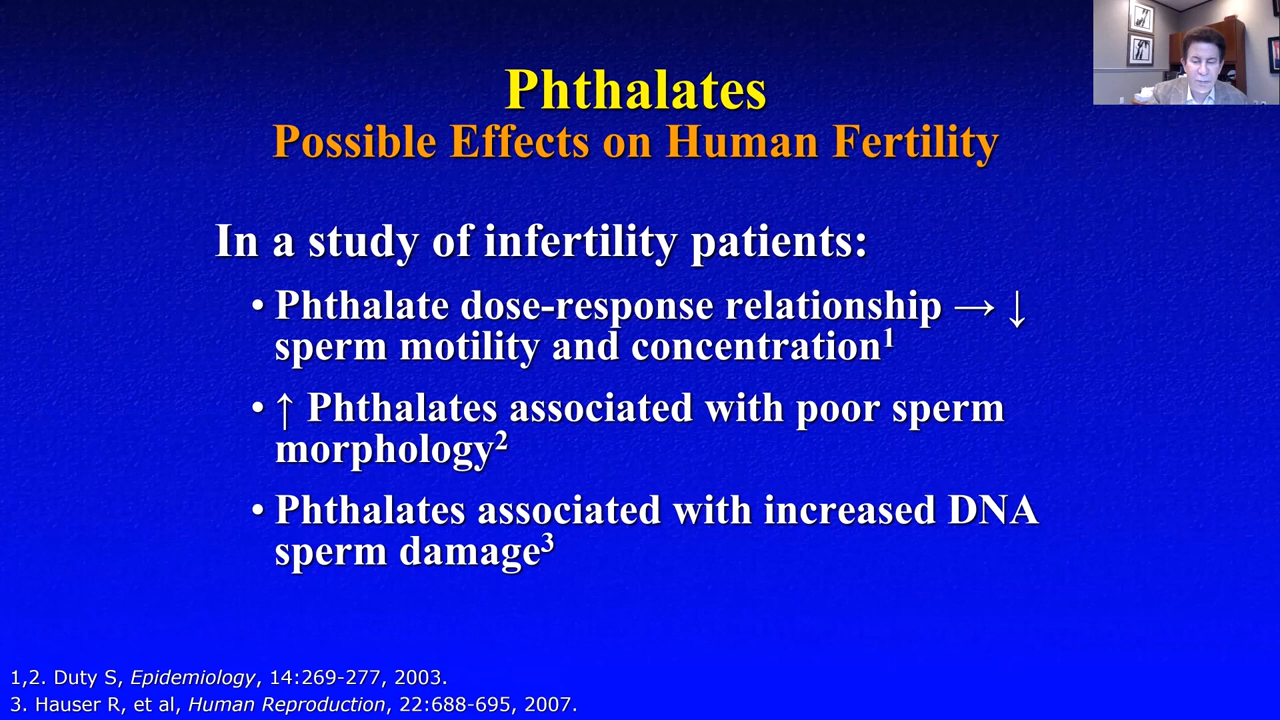 Phthalates
Possible Effects on Human Fertility
In a study of infertility patients:
• Phthalate dose-response relationship → ↓
sperm motility and concentration¹
• ↑ Phthalates associated with poor sperm
morphology²
• Phthalates associated with increased DNA
sperm damage³
1,2. Duty S, Epidemiology, 14:269-277, 2003.
3. Hauser R, et al, Human Reproduction, 22:688-695, 2007.